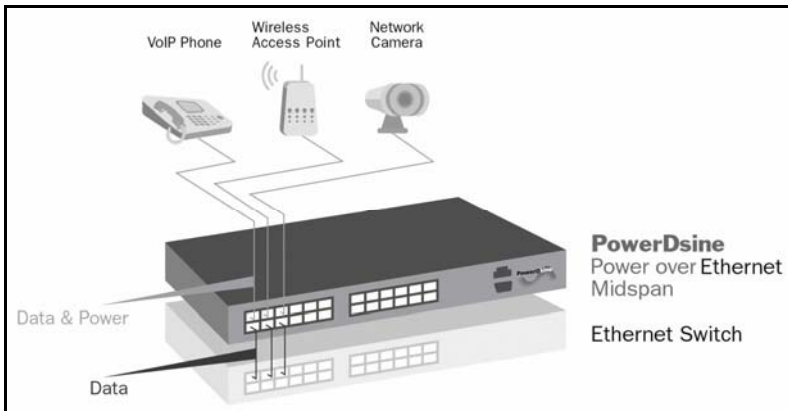 VoIP Phone
Wireless
Access Point
Network
Camera
PowerDsine
Power over Ethernet
Midspan
Data & Power
Ethernet Switch
Data